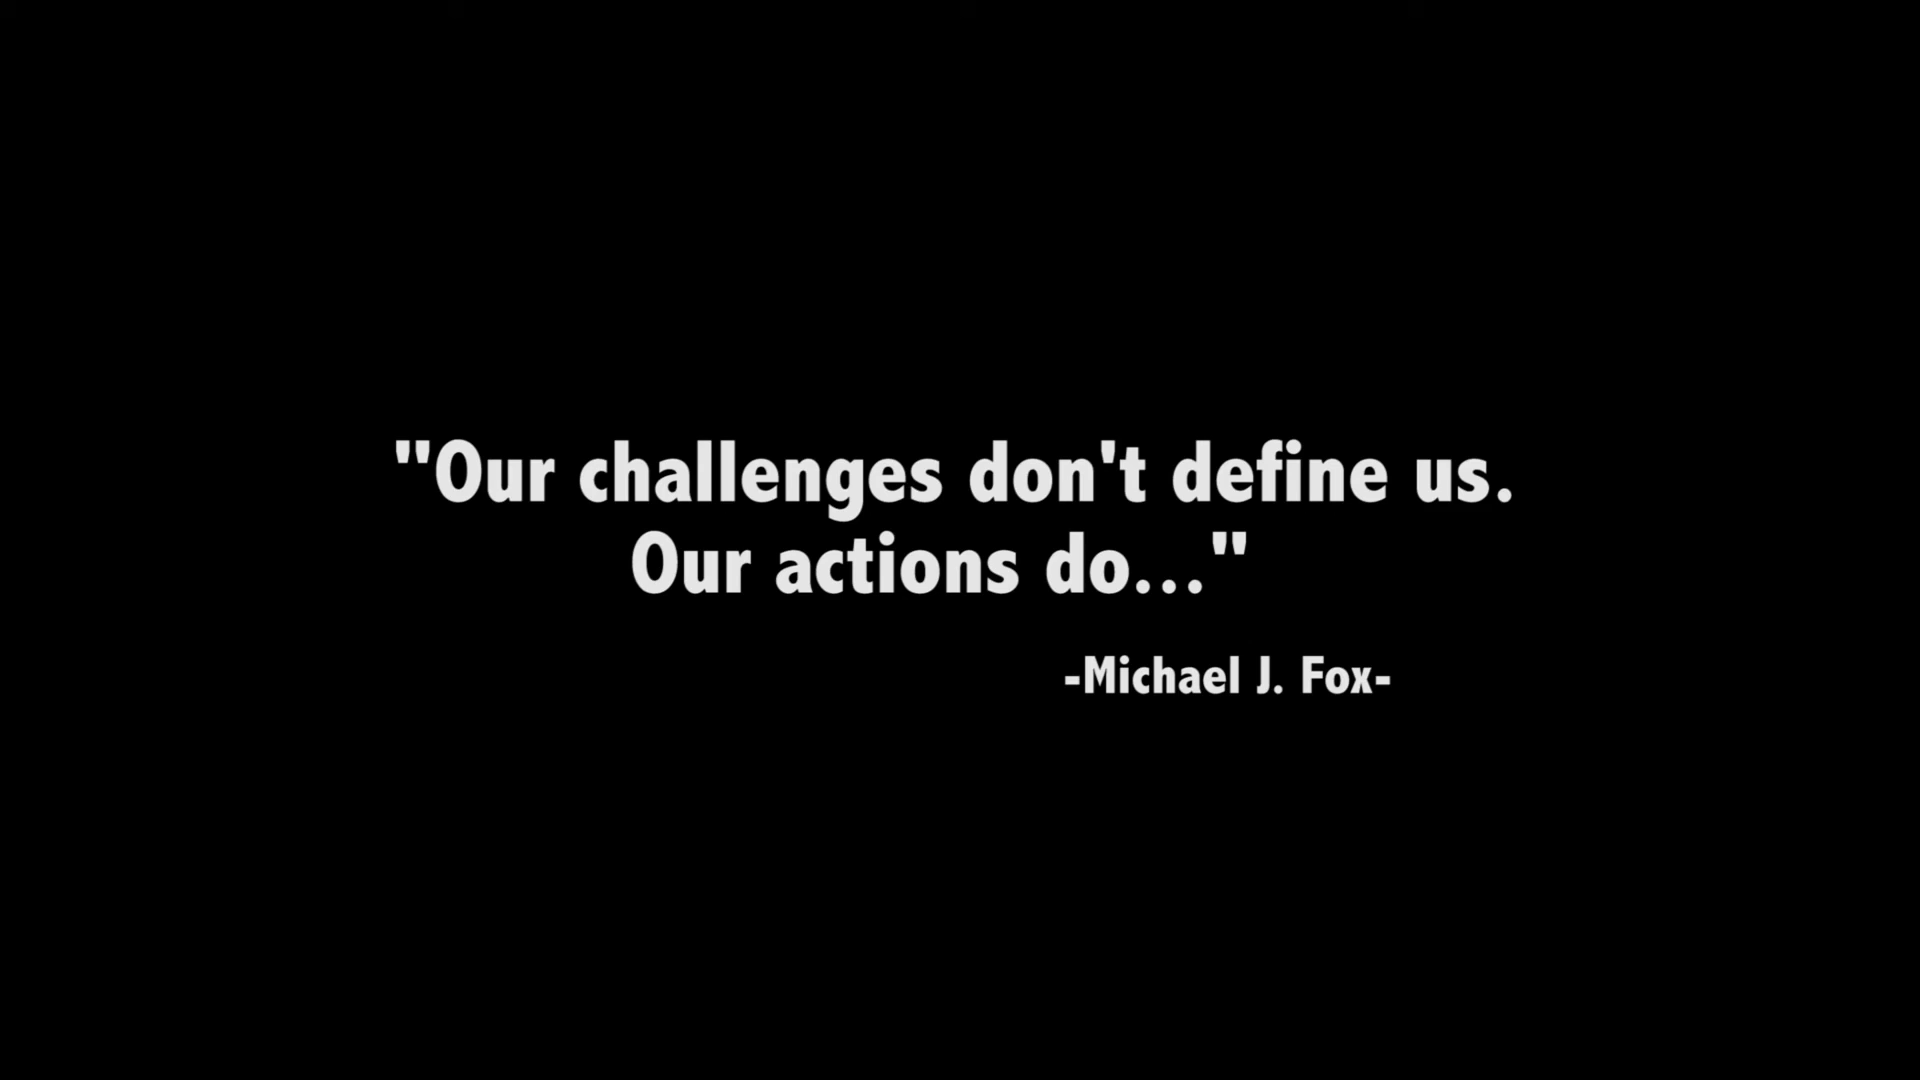 "Our challenges don't define us.
Our actions do..."
-Michael J. Fox-